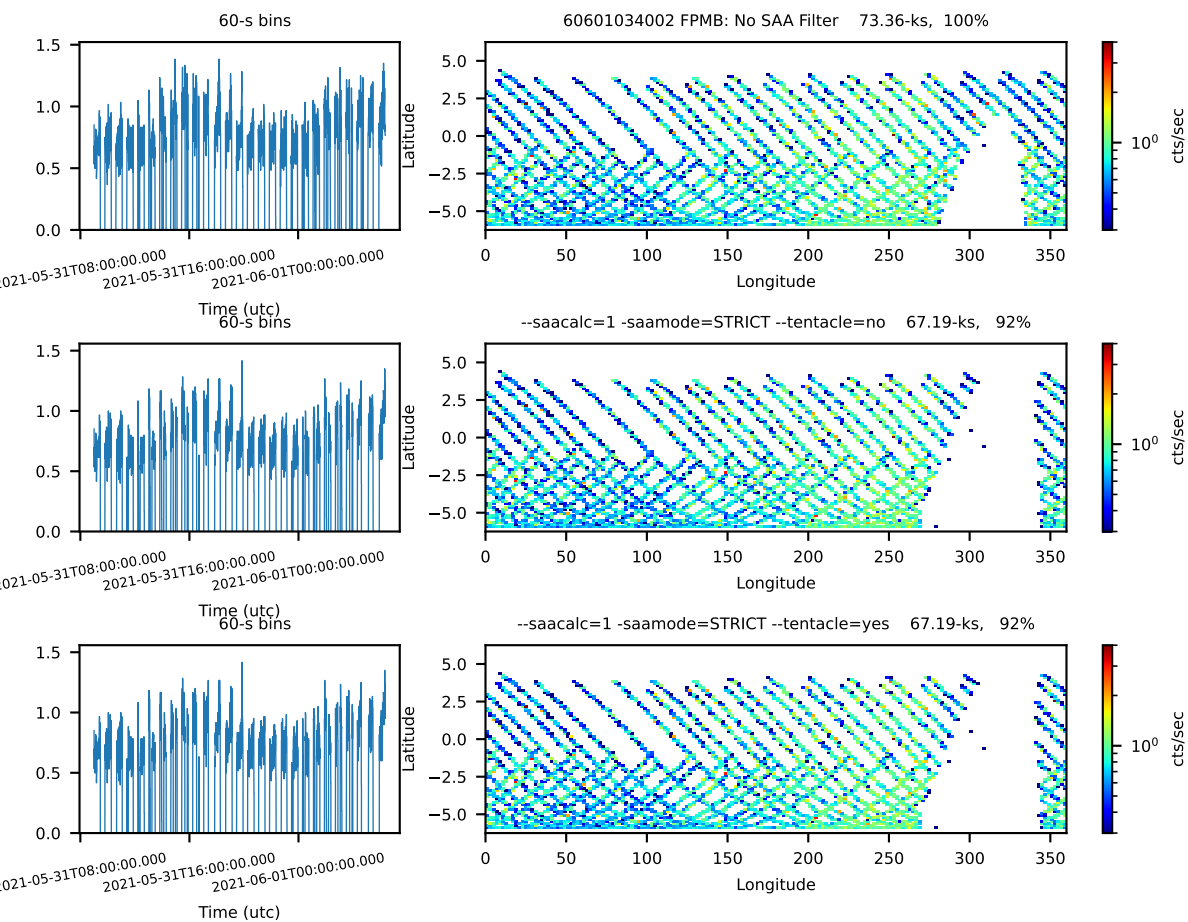 60-s bins
60601034002 FPMB: No SAA Filter 73.36-ks, 100%
1.5
1.0
0.5
0.0
2021-05-31T08:00:00.000
2021-05-31T16:00:00.000
2021-06-01T00:00:00.000
Time (utc)
Latitude
5.0
2.5
0.0
−2.5
−5.0
0 50 100 150 200 250 300 350
Longitude
10⁰
cts/sec
60-s bins
--saacalc=1 -saamode=STRICT --tentacle=no 67.19-ks, 92%
1.5
1.0
0.5
0.0
2021-05-31T08:00:00.000
2021-05-31T16:00:00.000
2021-06-01T00:00:00.000
Time (utc)
Latitude
5.0
2.5
0.0
−2.5
−5.0
0 50 100 150 200 250 300 350
Longitude
10⁰
cts/sec
60-s bins
--saacalc=1 -saamode=STRICT --tentacle=yes 67.19-ks, 92%
1.5
1.0
0.5
0.0
2021-05-31T08:00:00.000
2021-05-31T16:00:00.000
2021-06-01T00:00:00.000
Time (utc)
Latitude
5.0
2.5
0.0
−2.5
−5.0
0 50 100 150 200 250 300 350
Longitude
10⁰
cts/sec